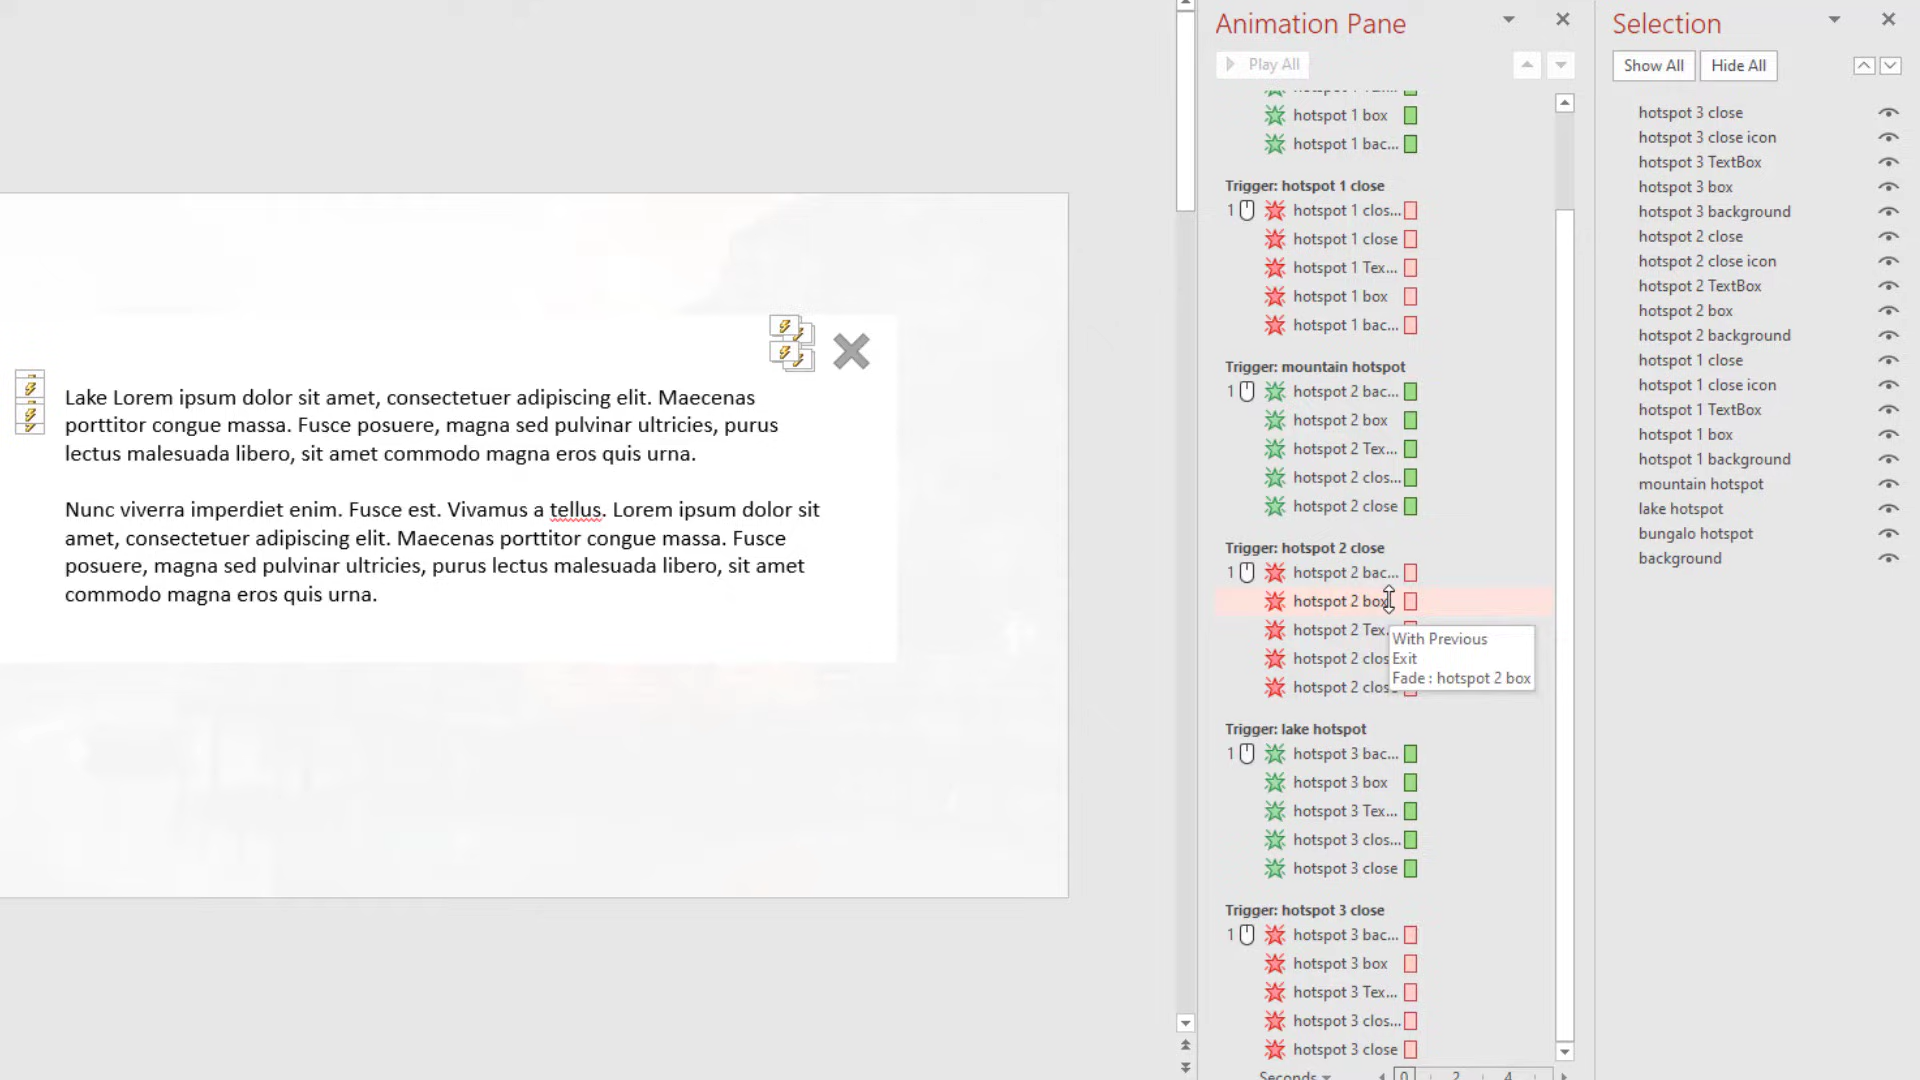 Animation Pane
Play All
hotspot 1 Tex...
hotspot 1 box
hotspot 1 bac...
Trigger: hotspot 1 close
1 hotspot 1 clos...
hotspot 1 close
hotspot 1 Tex...
hotspot 1 box
hotspot 1 bac...
Trigger: mountain hotspot
1 hotspot 2 bac...
hotspot 2 box
hotspot 2 Tex...
hotspot 2 clos...
hotspot 2 close
Trigger: hotspot 2 close
1 hotspot 2 bac...
hotspot 2 box
hotspot 2 Tex...
hotspot 2 clos
hotspot 2 close
With Previous
Exit
Fade : hotspot 2 box
Trigger: lake hotspot
1 hotspot 3 bac...
hotspot 3 box
hotspot 3 Tex...
hotspot 3 clos...
hotspot 3 close
Trigger: hotspot 3 close
1 hotspot 3 bac...
hotspot 3 box
hotspot 3 Tex...
hotspot 3 clos...
hotspot 3 close
Seconds 0 2 4
Selection
Show All Hide All
hotspot 3 close
hotspot 3 close icon
hotspot 3 TextBox
hotspot 3 box
hotspot 3 background
hotspot 2 close
hotspot 2 close icon
hotspot 2 TextBox
hotspot 2 box
hotspot 2 background
hotspot 1 close
hotspot 1 close icon
hotspot 1 TextBox
hotspot 1 box
hotspot 1 background
mountain hotspot
lake hotspot
bungalo hotspot
background
Lake Lorem ipsum dolor sit amet, consectetuer adipiscing elit. Maecenas
porttitor congue massa. Fusce posuere, magna sed pulvinar ultricies, purus
lectus malesuada libero, sit amet commodo magna eros quis urna.
Nunc viverra imperdiet enim. Fusce est. Vivamus a tellus. Lorem ipsum dolor sit
amet, consectetuer adipiscing elit. Maecenas porttitor congue massa. Fusce
posuere, magna sed pulvinar ultricies, purus lectus malesuada libero, sit amet
commodo magna eros quis urna.